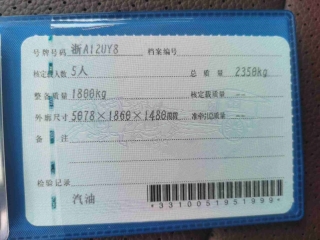 号牌号码 浙A12UY8 档案编号
核定载人数 5人 总质量 2350kg
整备质量 1800kg 核定载质量 --
外廓尺寸 5078×1860×1480mm 准牵引总质量 --
备注
检验记录
汽油
*3310051951999*